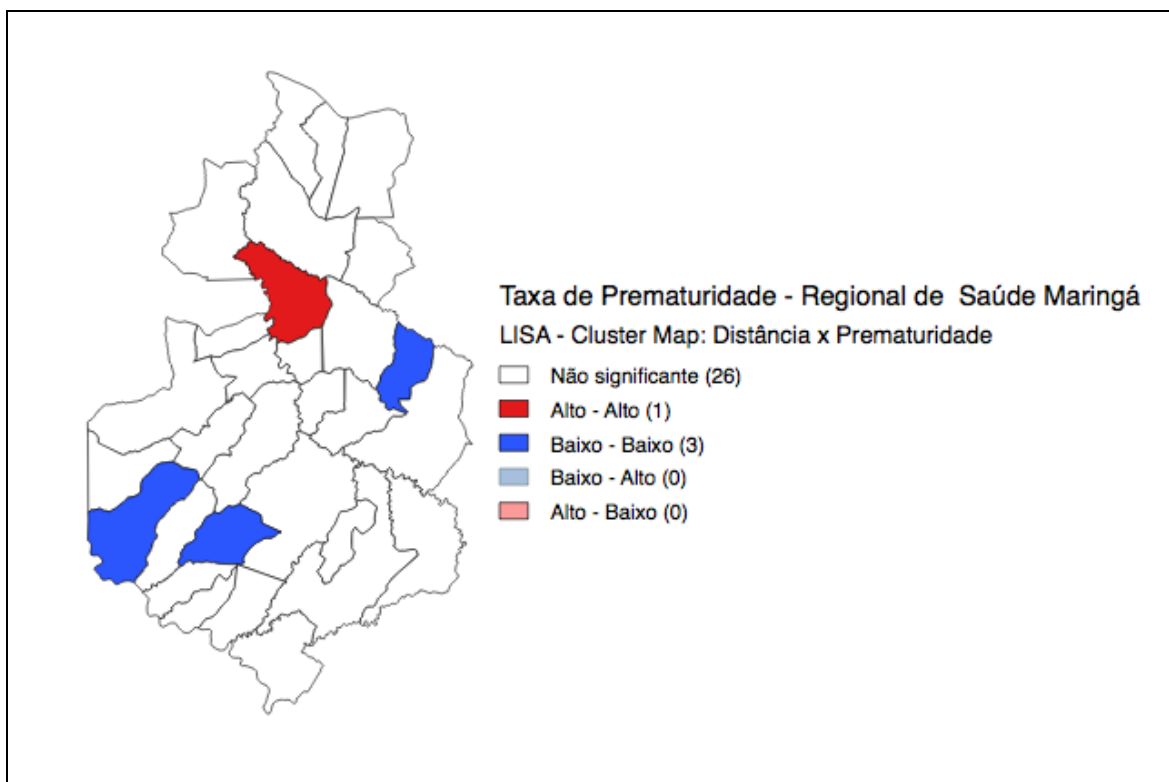 Taxa de Prematuridade - Regional de Saúde Maringá
LISA - Cluster Map: Distância x Prematuridade
Não significante (26)
Alto - Alto (1)
Baixo - Baixo (3)
Baixo - Alto (0)
Alto - Baixo (0)